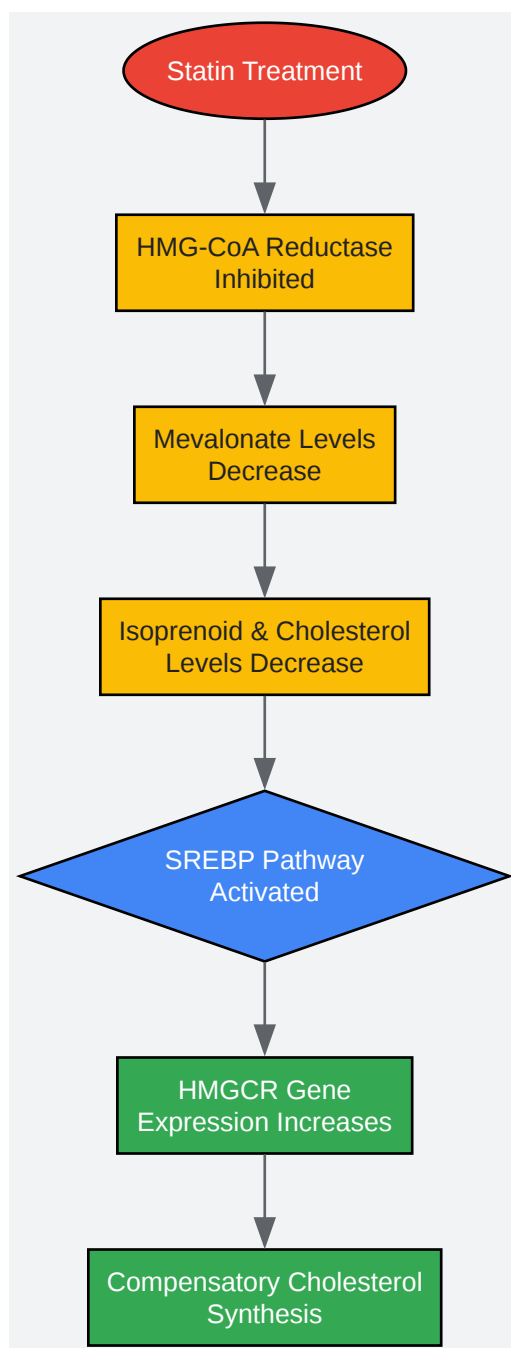 Statin Treatment
HMG-CoA Reductase
Inhibited
Mevalonate Levels
Decrease
Isoprenoid & Cholesterol
Levels Decrease
SREBP Pathway
Activated
HMGCR Gene
Expression Increases
Compensatory Cholesterol
Synthesis